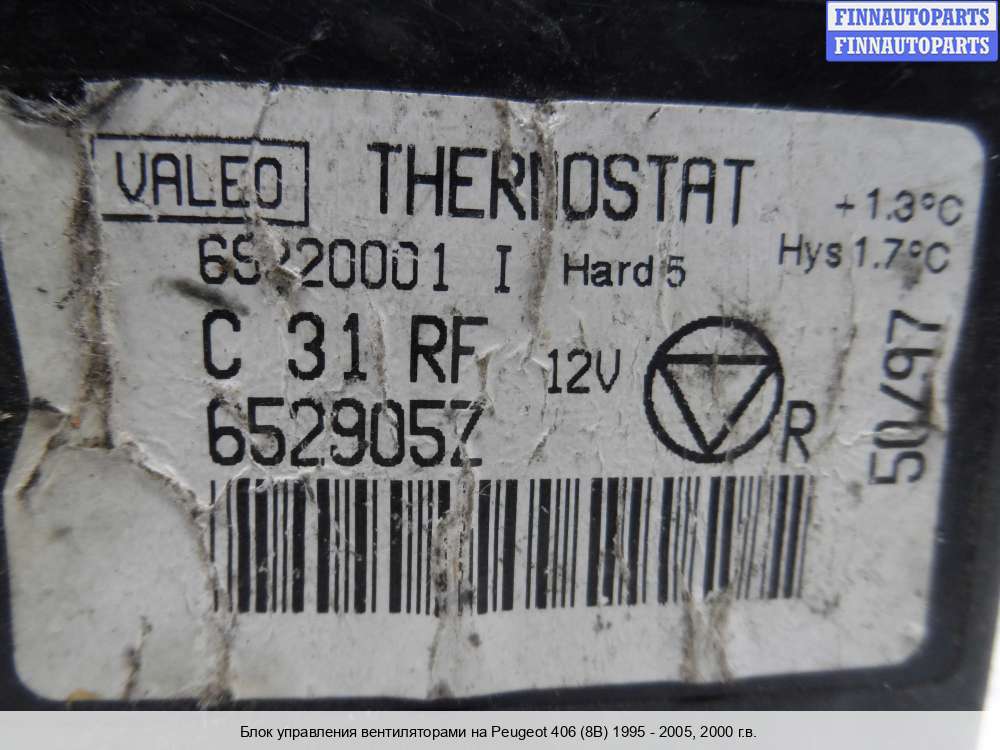 FINNAUTOPARTS
FINNAUTOPARTS
VALEO THERMOSTAT +1.3°C
I Hard 5 Hys 1.7°C
C 31 RF 12V
652905Z R
50/97
Блок управления вентиляторами на Peugeot 406 (8B) 1995 - 2005, 2000 г.в.